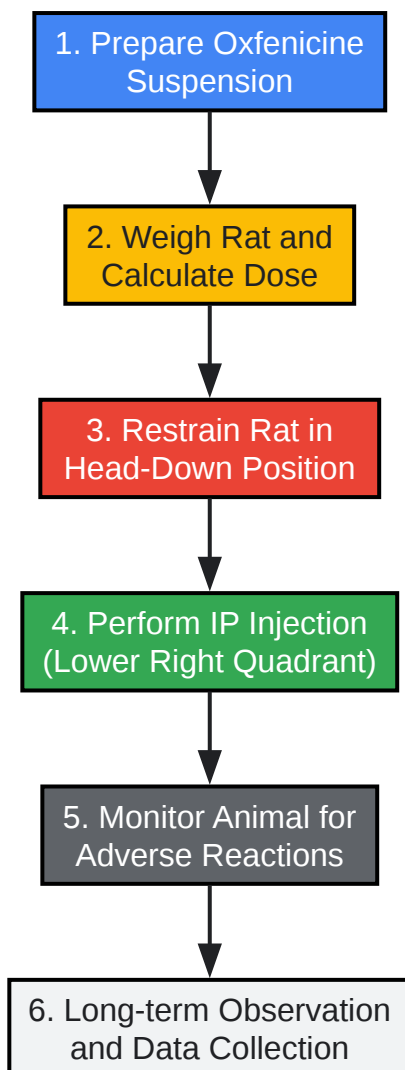 1. Prepare Oxfenicine
Suspension
2. Weigh Rat and
Calculate Dose
3. Restrain Rat in
Head-Down Position
4. Perform IP Injection
(Lower Right Quadrant)
5. Monitor Animal for
Adverse Reactions
6. Long-term Observation
and Data Collection